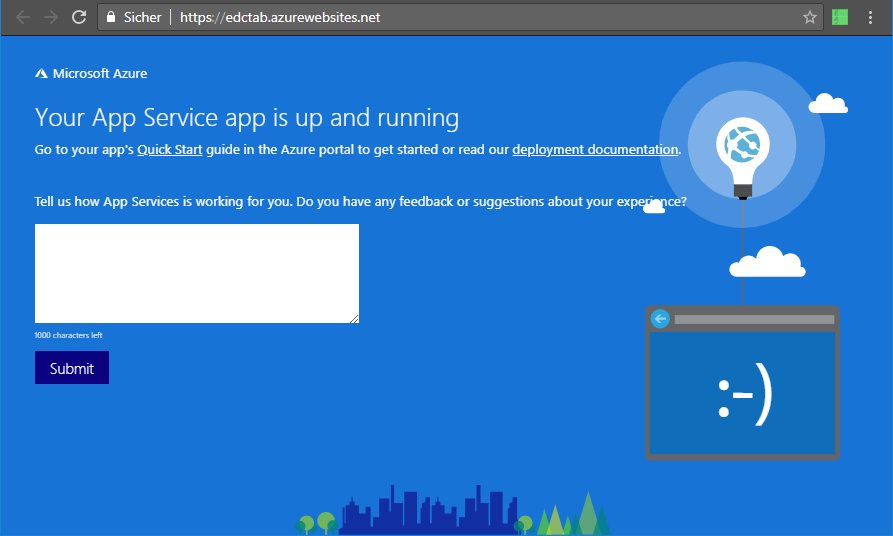 Sicher | https://edctab.azurewebsites.net
Microsoft Azure
Your App Service app is up and running
Go to your app's Quick Start guide in the Azure portal to get started or read our deployment documentation.
Tell us how App Services is working for you. Do you have any feedback or suggestions about your experience?
1000 characters left
Submit
:-)